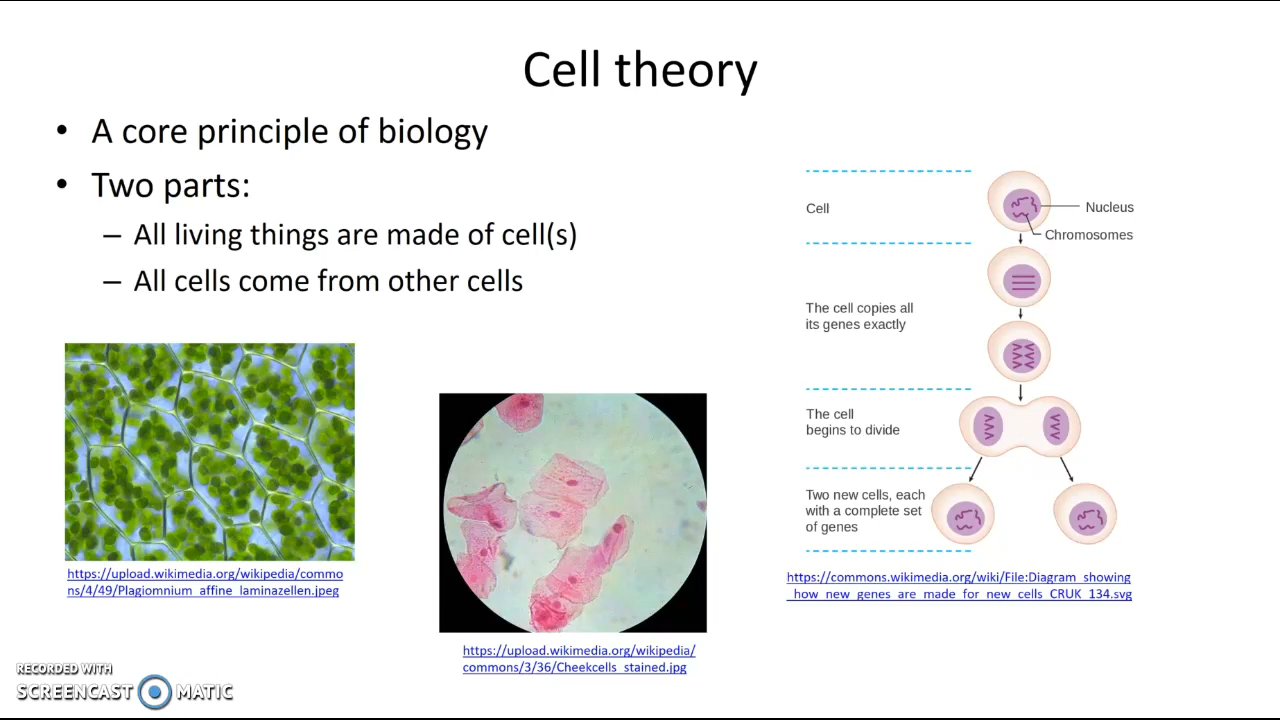 Cell theory
• A core principle of biology
• Two parts:
– All living things are made of cell(s)
– All cells come from other cells
Cell
Nucleus
Chromosomes
The cell copies all
its genes exactly
The cell
begins to divide
Two new cells, each
with a complete set
of genes
https://upload.wikimedia.org/wikipedia/commo
ns/4/49/Plagiomnium_affine_laminazellen.jpeg
https://upload.wikimedia.org/wikipedia/
commons/3/36/Cheekcells_stained.jpg
https://commons.wikimedia.org/wiki/File:Diagram_showing
_how_new_genes_are_made_for_new_cells_CRUK_134.svg
RECORDED WITH
SCREENCAST MATIC